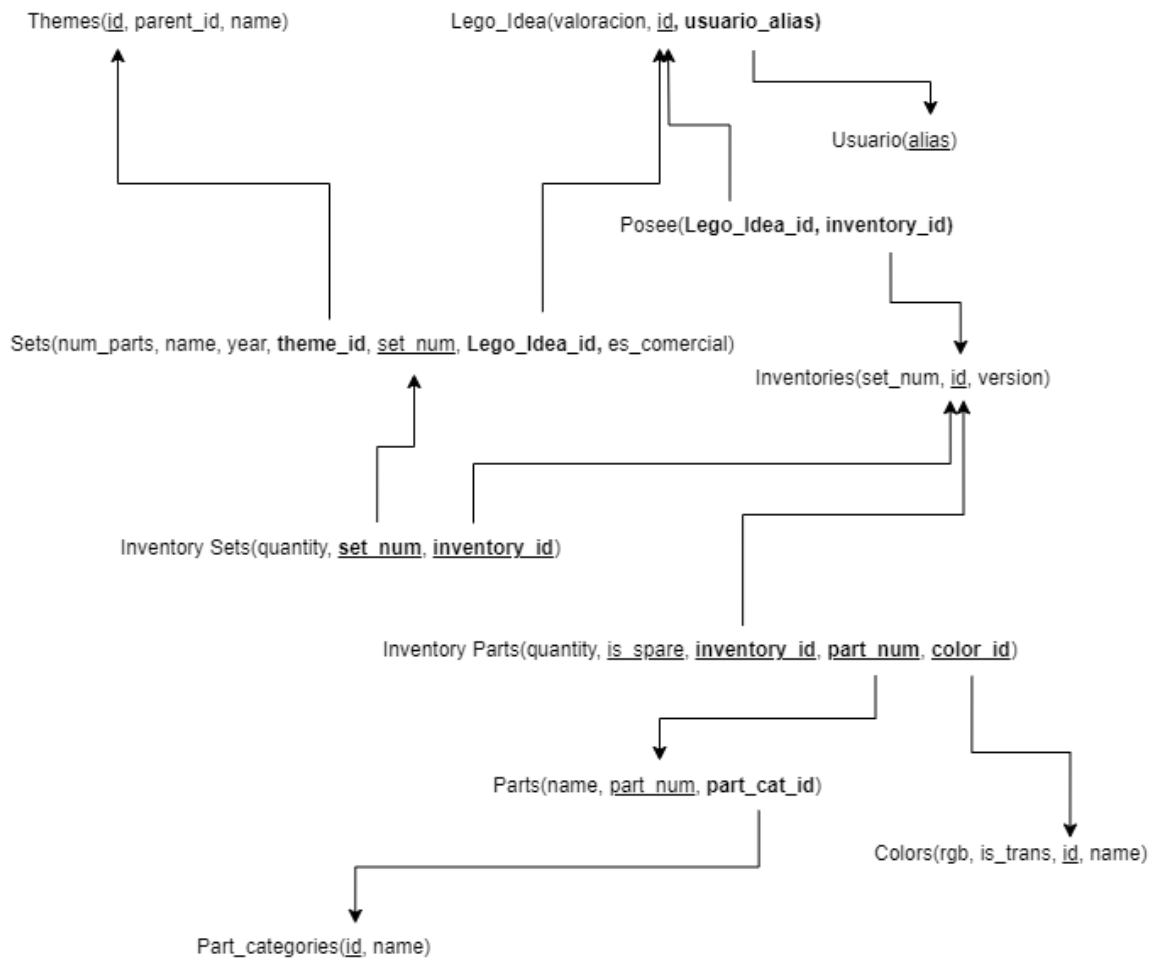 Themes(id, parent_id, name)
Lego_Idea(valoracion, id, usuario_alias)
Usuario(alias)
Posee(Lego_Idea_id, inventory_id)
Sets(num_parts, name, year, theme_id, set_num, Lego_Idea_id, es_comercial)
Inventories(set_num, id, version)
Inventory Sets(quantity, set_num, inventory_id)
Inventory Parts(quantity, is_spare, inventory_id, part_num, color_id)
Parts(name, part_num, part_cat_id)
Colors(rgb, is_trans, id, name)
Part_categories(id, name)